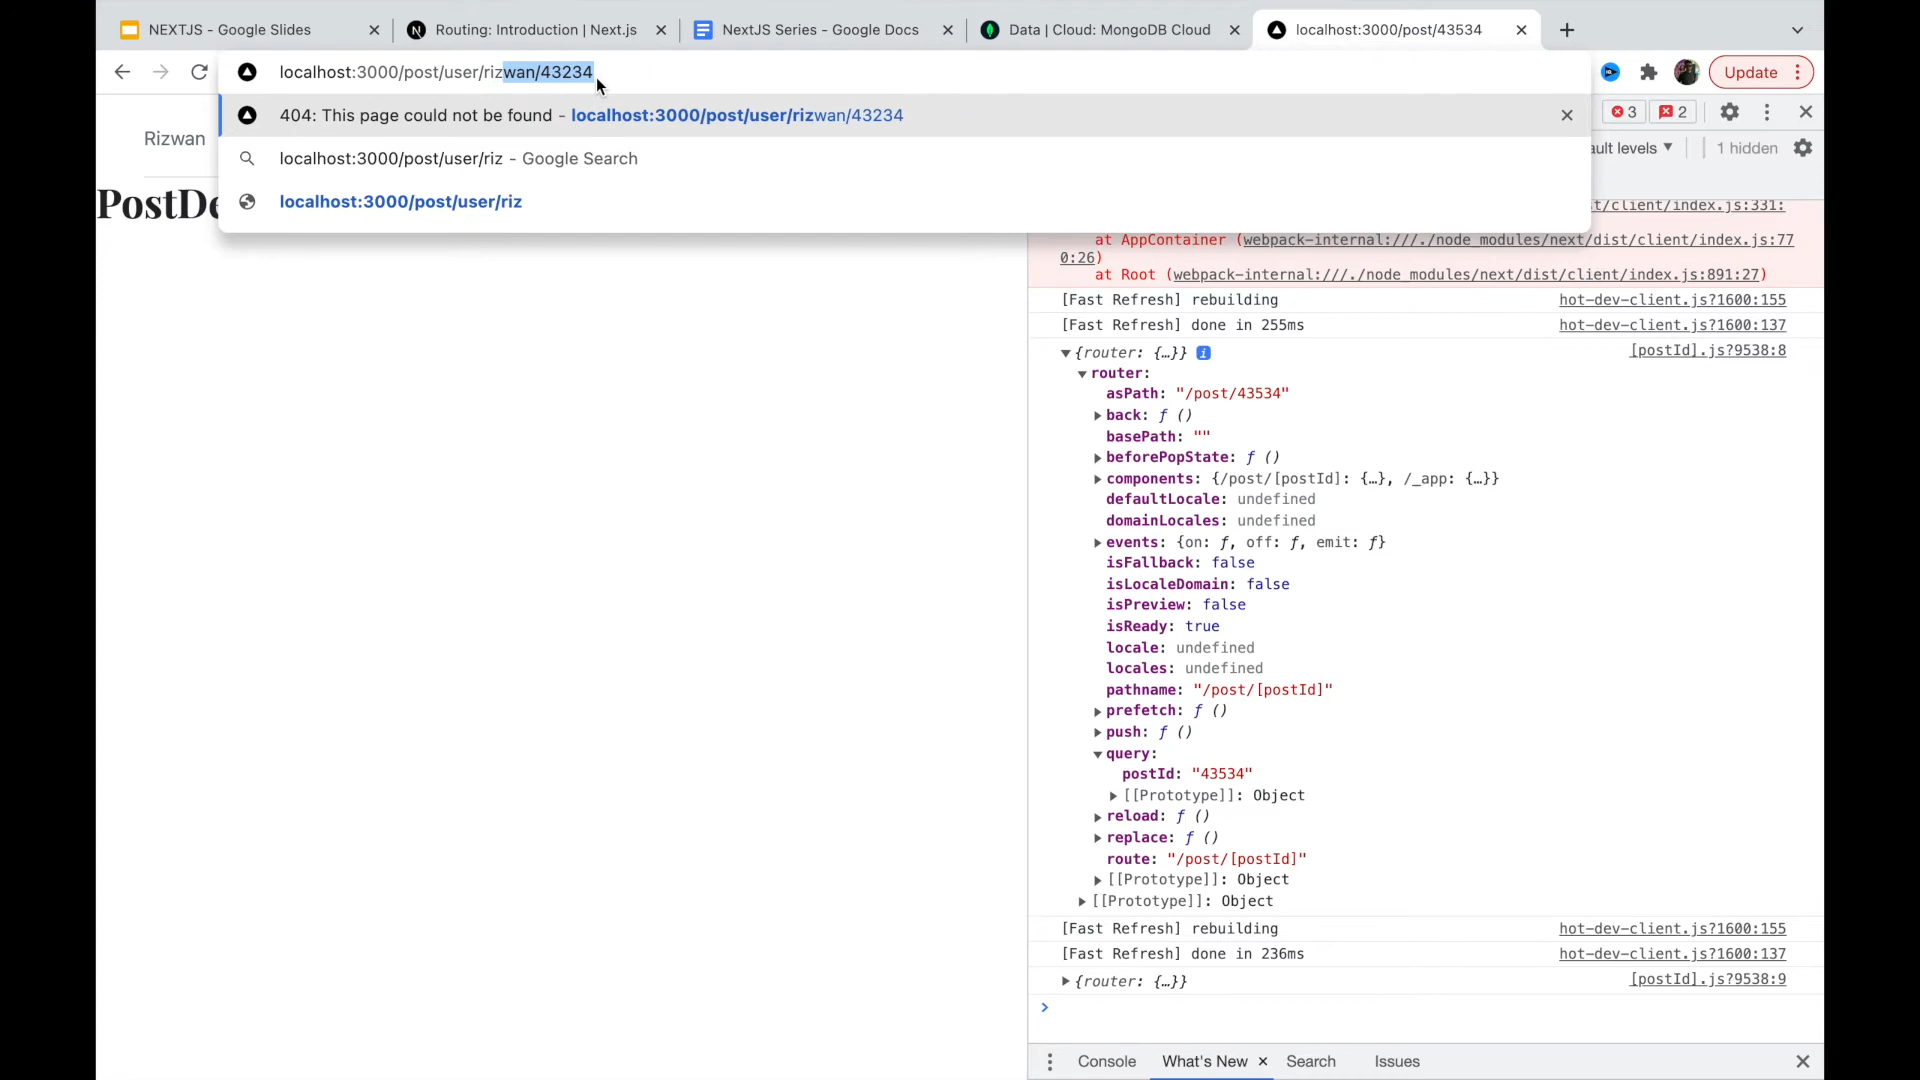 NEXTJS - Google Slides
Routing: Introduction | Next.js
NextJS Series - Google Docs
Data | Cloud: MongoDB Cloud
localhost:3000/post/43534
localhost:3000/post/user/rizwan/43234
Update
404: This page could not be found - localhost:3000/post/user/rizwan/43234
3
2
Rizwan
localhost:3000/post/user/riz - Google Search
ault levels ▼
1 hidden
PostDe
localhost:3000/post/user/riz
t/client/index.js:331:
at AppContainer (webpack-internal:///./node_modules/next/dist/client/index.js:77
0:26)
at Root (webpack-internal:///./node_modules/next/dist/client/index.js:891:27)
[Fast Refresh] rebuilding
hot-dev-client.js?1600:155
[Fast Refresh] done in 255ms
hot-dev-client.js?1600:137
▼{router: {…}} i
[postId].js?9538:8
▼router:
asPath: "/post/43534"
▶back: ƒ ()
basePath: ""
▶beforePopState: ƒ ()
▶components: {/post/[postId]: {…}, /_app: {…}}
defaultLocale: undefined
domainLocales: undefined
▶events: {on: ƒ, off: ƒ, emit: ƒ}
isFallback: false
isLocaleDomain: false
isPreview: false
isReady: true
locale: undefined
locales: undefined
pathname: "/post/[postId]"
▶prefetch: ƒ ()
▶push: ƒ ()
▼query:
postId: "43534"
▶[[Prototype]]: Object
▶reload: ƒ ()
▶replace: ƒ ()
route: "/post/[postId]"
▶[[Prototype]]: Object
▶[[Prototype]]: Object
[Fast Refresh] rebuilding
hot-dev-client.js?1600:155
[Fast Refresh] done in 236ms
hot-dev-client.js?1600:137
▶{router: {…}}
[postId].js?9538:9
Console
What's New
Search
Issues